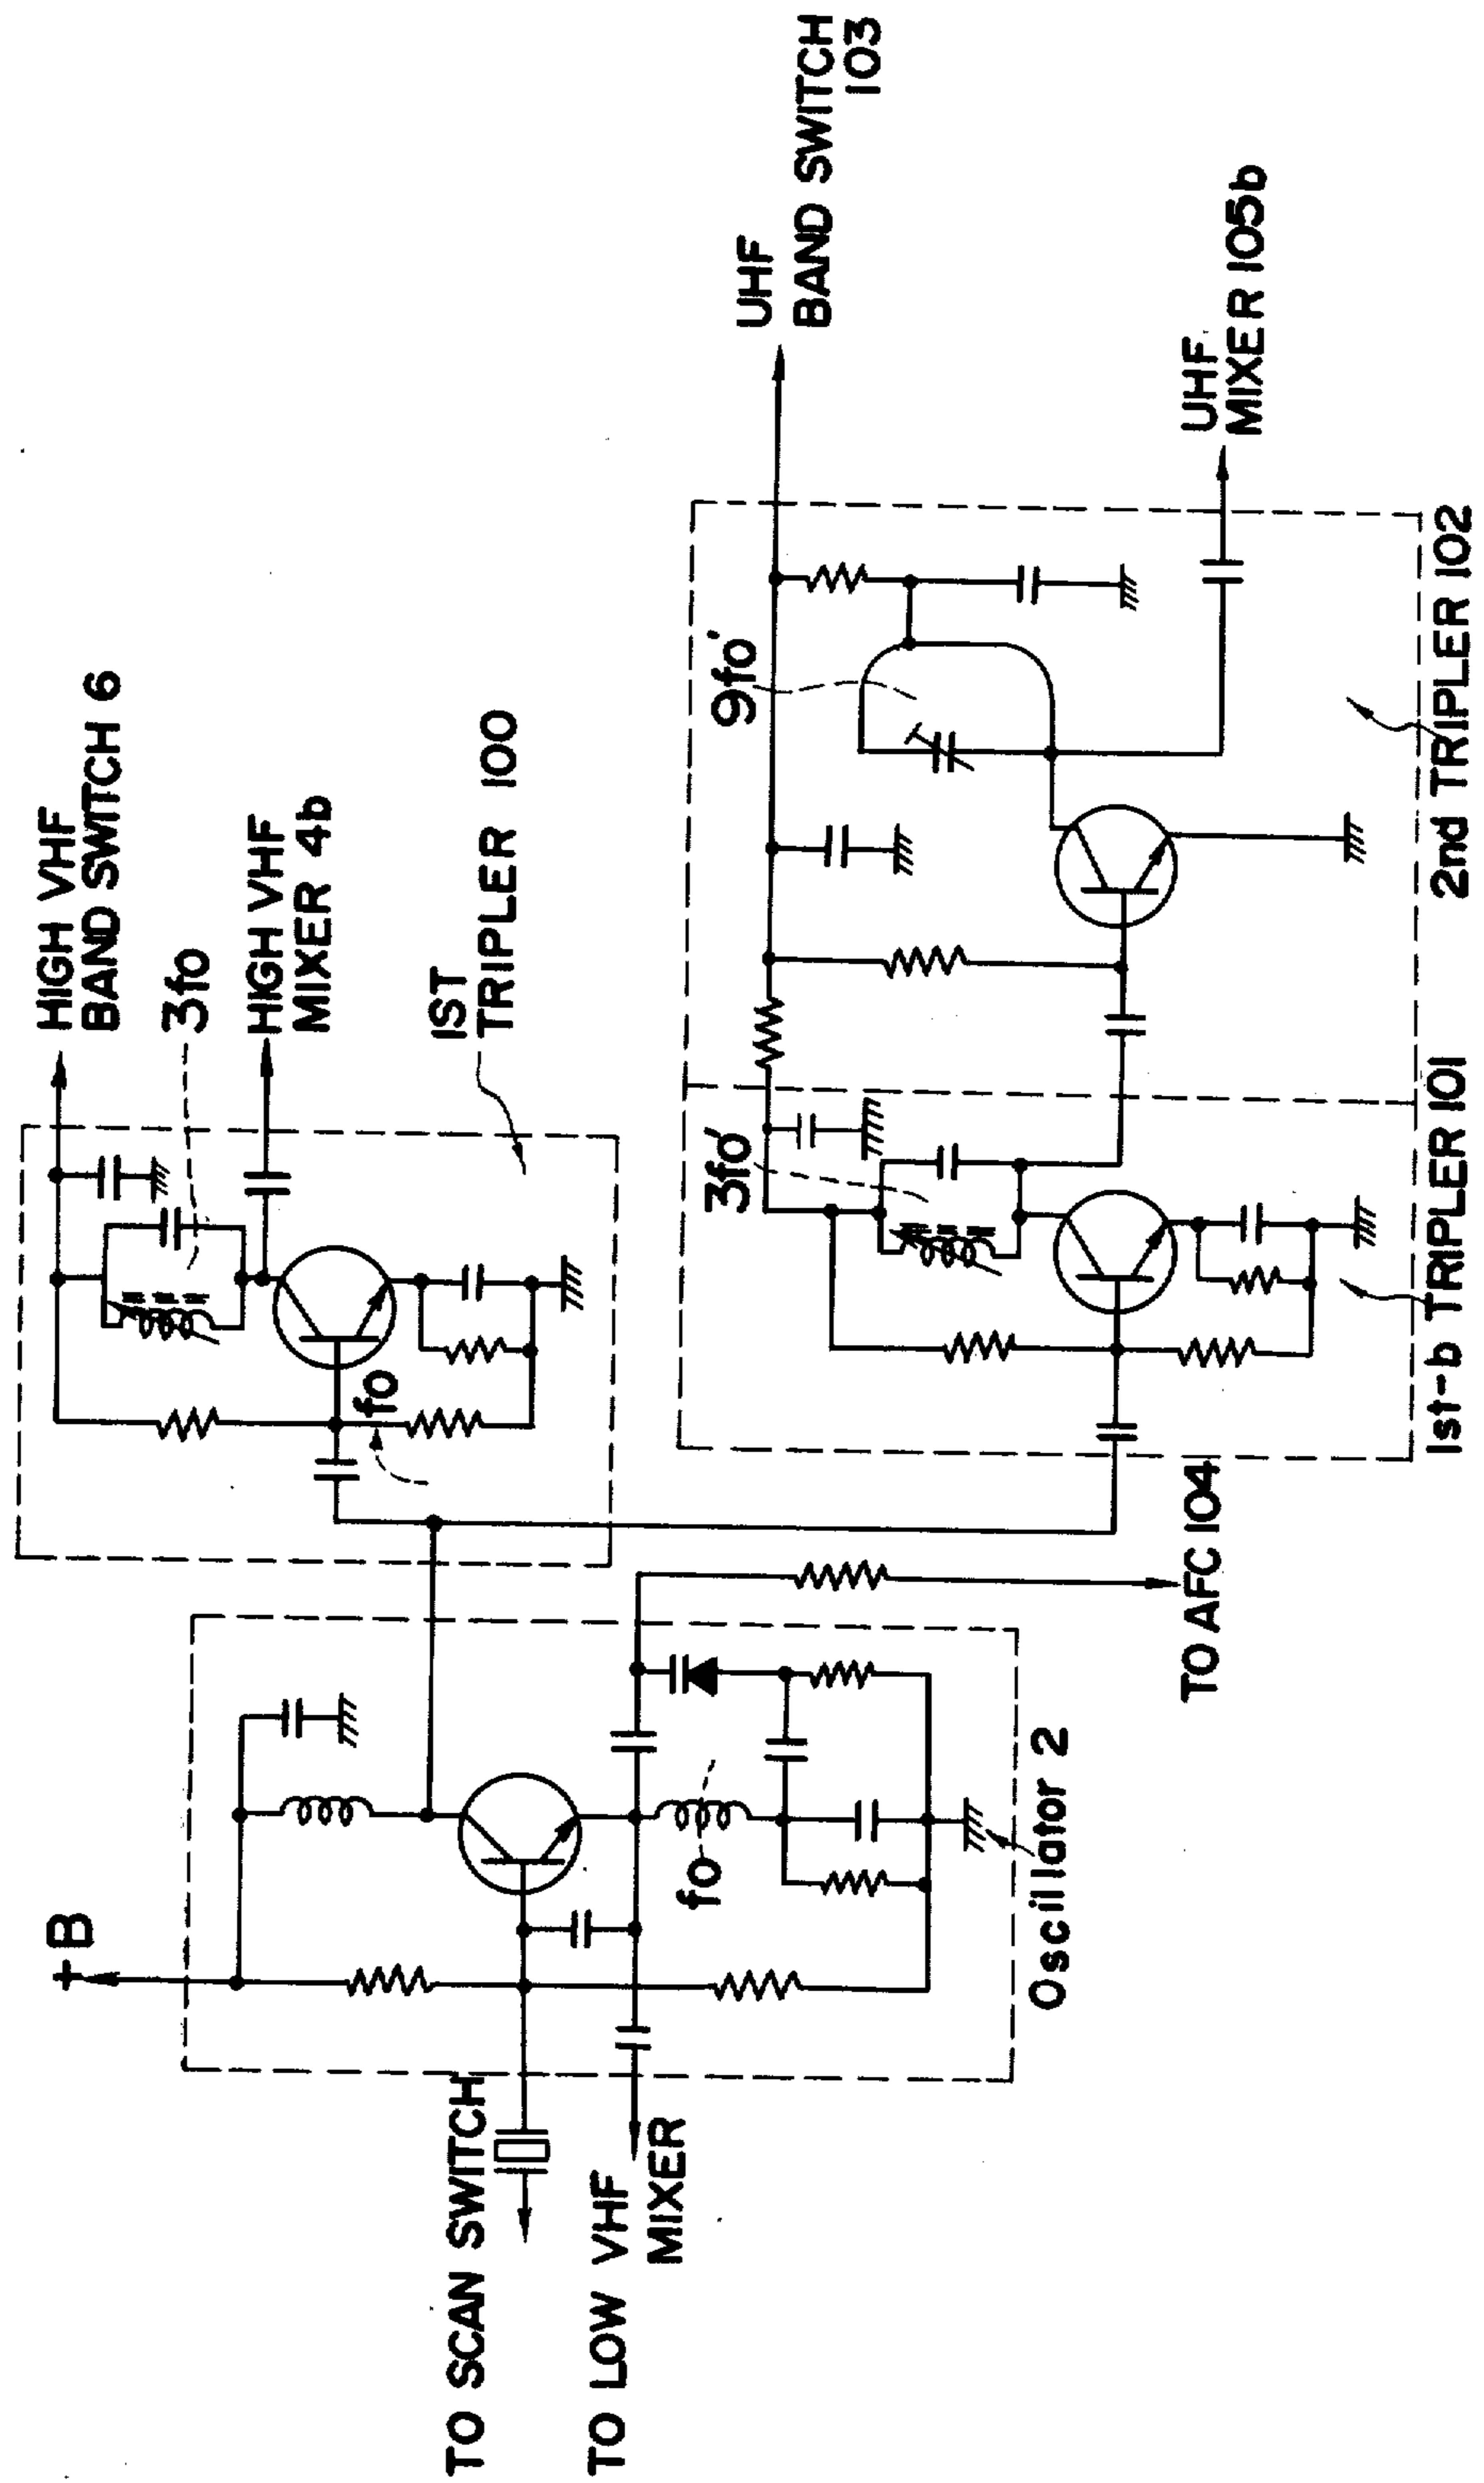 +B
TO SCAN SWITCH
TO LOW VHF
MIXER
fo
Oscillator 2
TO AFC 104
HIGH VHF
BAND SWITCH 6
3fo
HIGH VHF
MIXER 4b
fo
IST
TRIPLER 100
3fo'
Ist-b TRIPLER 101
9fo'
2nd TRIPLER 102
UHF
BAND SWITCH
103
UHF
MIXER 105b